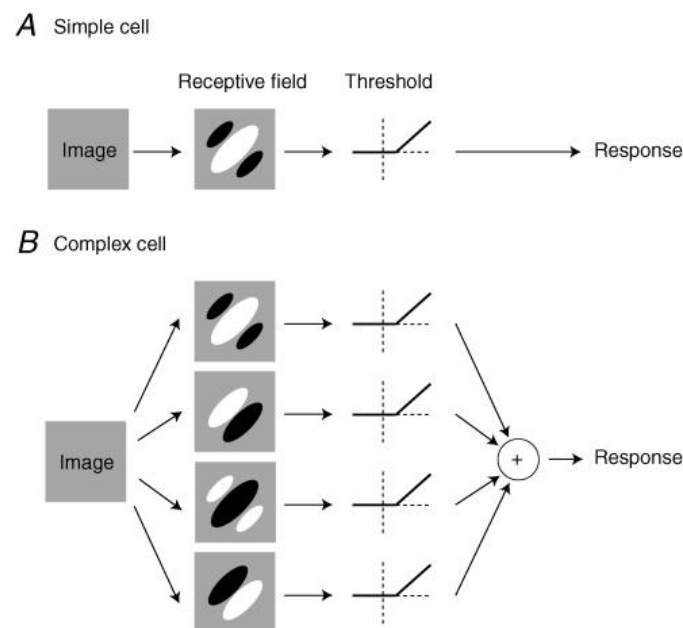 A Simple cell
Receptive field Threshold
Image Response
B Complex cell
Image + Response